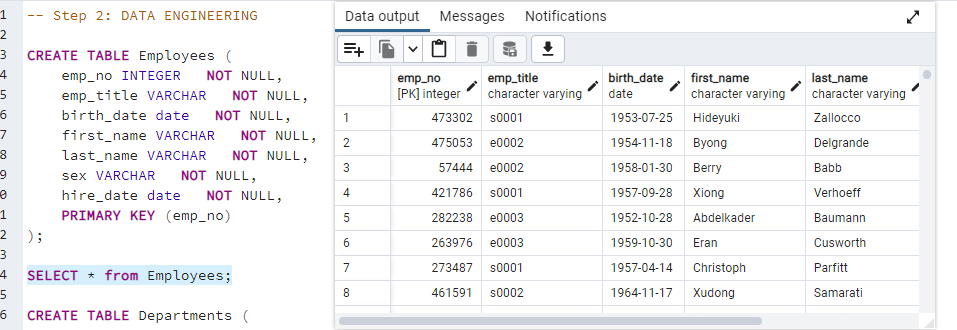 1 -- Step 2: DATA ENGINEERING
2
3 CREATE TABLE Employees (
4 emp_no INTEGER NOT NULL,
5 emp_title VARCHAR NOT NULL,
6 birth_date date NOT NULL,
7 first_name VARCHAR NOT NULL,
8 last_name VARCHAR NOT NULL,
9 sex VARCHAR NOT NULL,
0 hire_date date NOT NULL,
1 PRIMARY KEY (emp_no)
2 );
3
4 SELECT * from Employees;
5
6 CREATE TABLE Departments (
Data output Messages Notifications
emp_no emp_title birth_date first_name last_name
[PK] integer character varying date character varying character varying
1 473302 s0001 1953-07-25 Hideyuki Zallocco
2 475053 e0002 1954-11-18 Byong Delgrande
3 57444 e0002 1958-01-30 Berry Babb
4 421786 s0001 1957-09-28 Xiong Verhoeff
5 282238 e0003 1952-10-28 Abdelkader Baumann
6 263976 e0003 1959-10-30 Eran Cusworth
7 273487 s0001 1957-04-14 Christoph Parfitt
8 461591 s0002 1964-11-17 Xudong Samarati